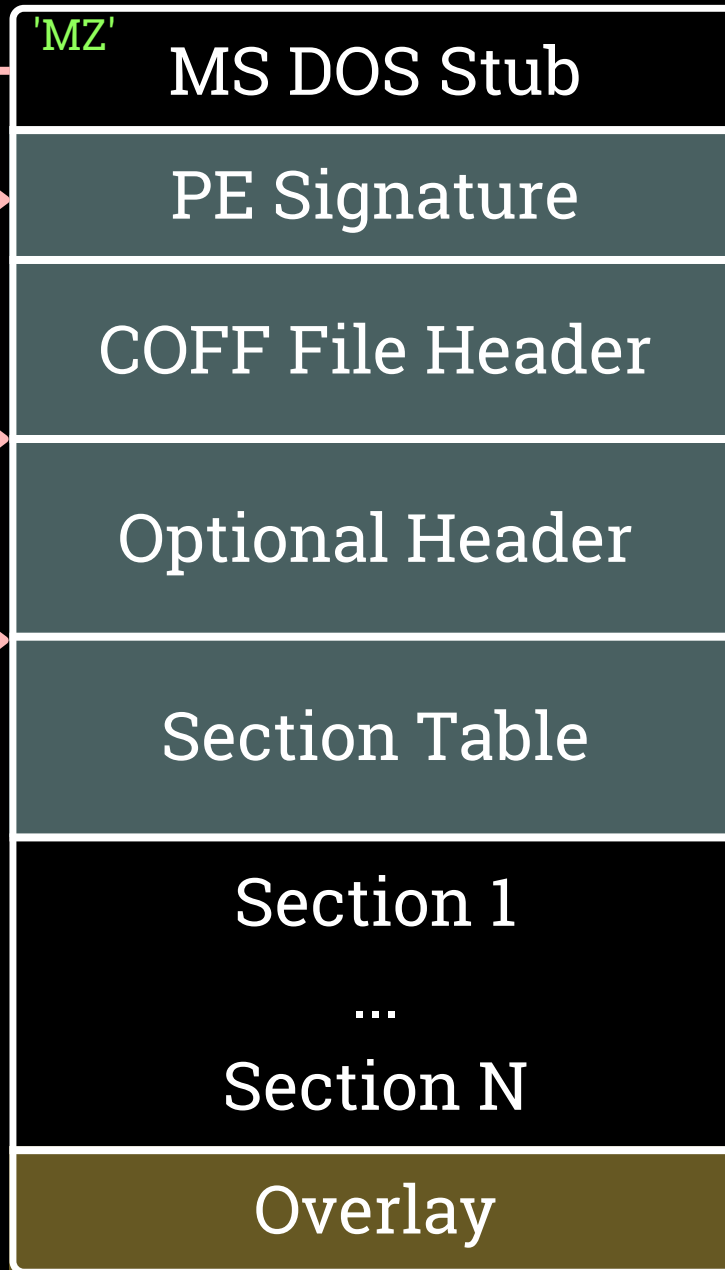 'MZ'
MS DOS Stub
PE Signature
COFF File Header
Optional Header
Section Table
Section 1
...
Section N
Overlay